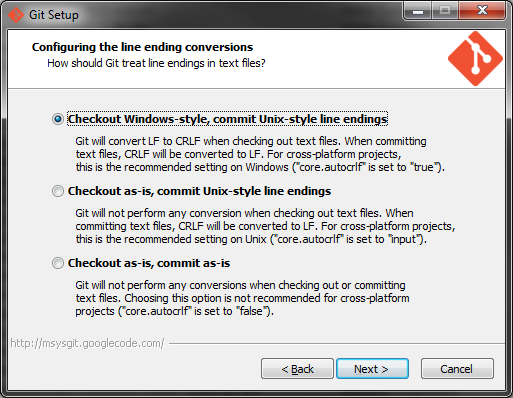 Git Setup
Configuring the line ending conversions
How should Git treat line endings in text files?
Checkout Windows-style, commit Unix-style line endings
Git will convert LF to CRLF when checking out text files. When committing
text files, CRLF will be converted to LF. For cross-platform projects,
this is the recommended setting on Windows ("core.autocrlf" is set to "true").
Checkout as-is, commit Unix-style line endings
Git will not perform any conversion when checking out text files. When
committing text files, CRLF will be converted to LF. For cross-platform projects,
this is the recommended setting on Unix ("core.autocrlf" is set to "input").
Checkout as-is, commit as-is
Git will not perform any conversions when checking out or committing
text files. Choosing this option is not recommended for cross-platform
projects ("core.autocrlf" is set to "false").
http://msysgit.googlecode.com/
< Back Next > Cancel